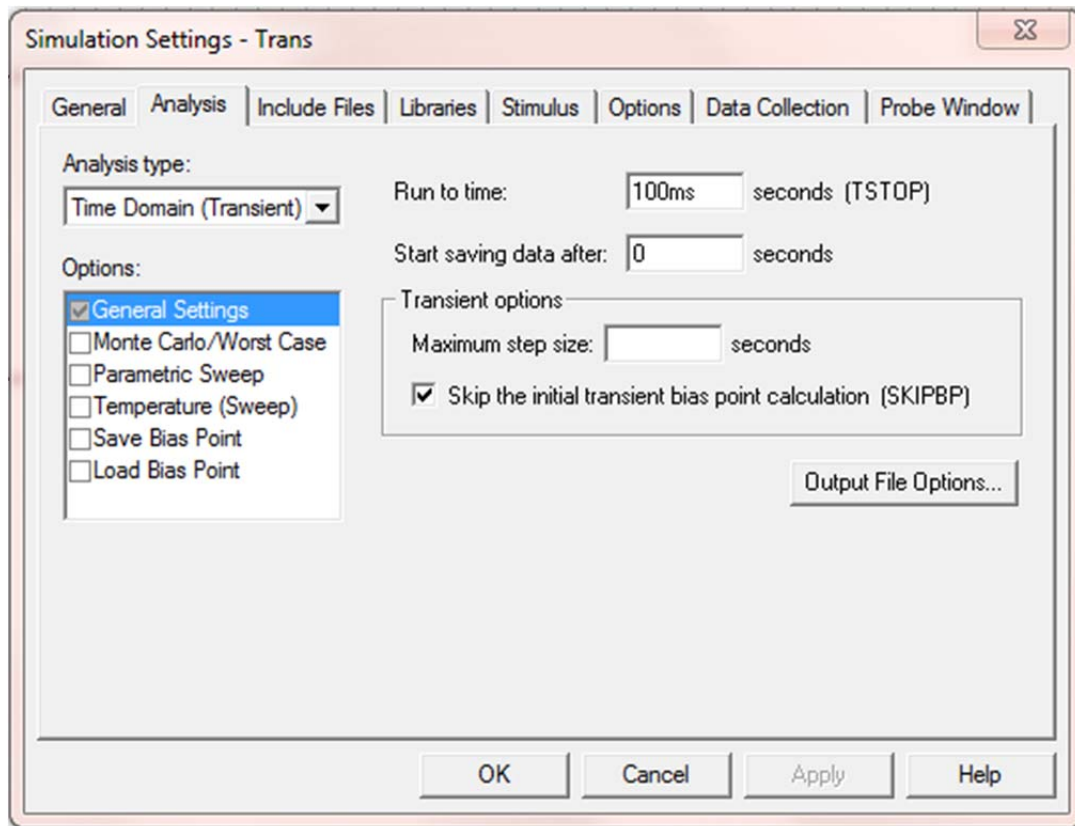 Simulation Settings - Trans
General Analysis Include Files Libraries Stimulus Options Data Collection Probe Window
Analysis type:
Time Domain (Transient)
Options:
General Settings
Monte Carlo/Worst Case
Parametric Sweep
Temperature (Sweep)
Save Bias Point
Load Bias Point
Run to time: 100ms seconds (TSTOP)
Start saving data after: 0 seconds
Transient options
Maximum step size: seconds
Skip the initial transient bias point calculation (SKIPBP)
Output File Options...
OK Cancel Apply Help